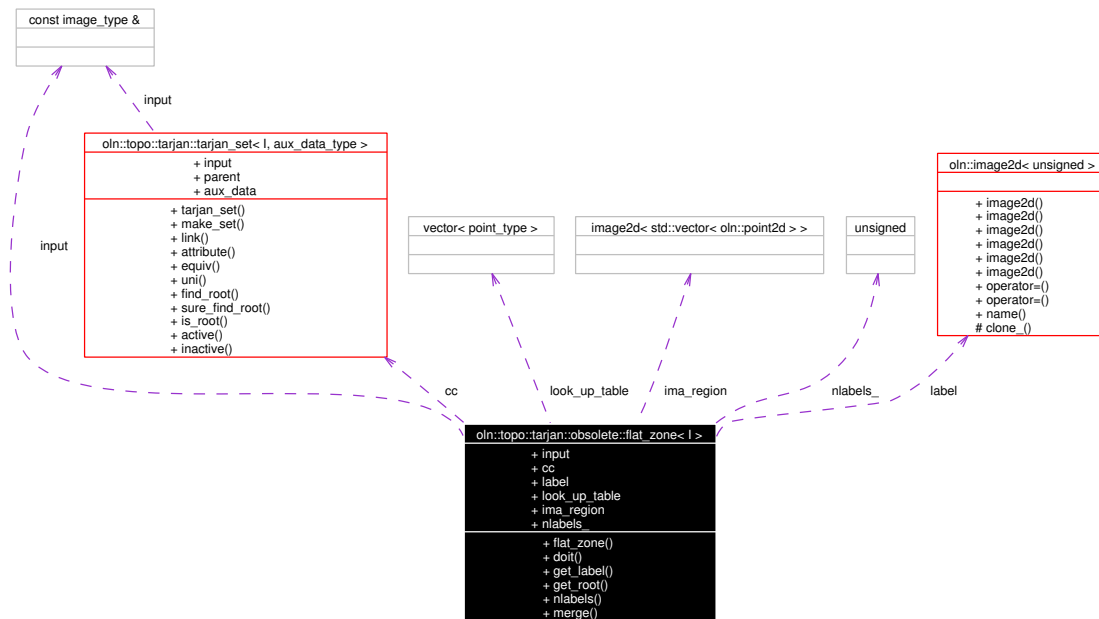 const image_type &
input
oln::topo::tarjan::tarjan_set< I, aux_data_type >
+ input
+ parent
+ aux_data
+ tarjan_set()
+ make_set()
+ link()
+ attribute()
+ equiv()
+ uni()
+ find_root()
+ sure_find_root()
+ is_root()
+ active()
+ inactive()
oln::image2d< unsigned >
+ image2d()
+ image2d()
+ image2d()
+ image2d()
+ image2d()
+ image2d()
+ operator=()
+ operator=()
+ name()
# clone_()
vector< point_type >
image2d< std::vector< oln::point2d > >
unsigned
input
cc
look_up_table
ima_region
nlabels_
label
oln::topo::tarjan::obsolete::flat_zone< I >
+ input
+ cc
+ label
+ look_up_table
+ ima_region
+ nlabels_
+ flat_zone()
+ doit()
+ get_label()
+ get_root()
+ nlabels()
+ merge()